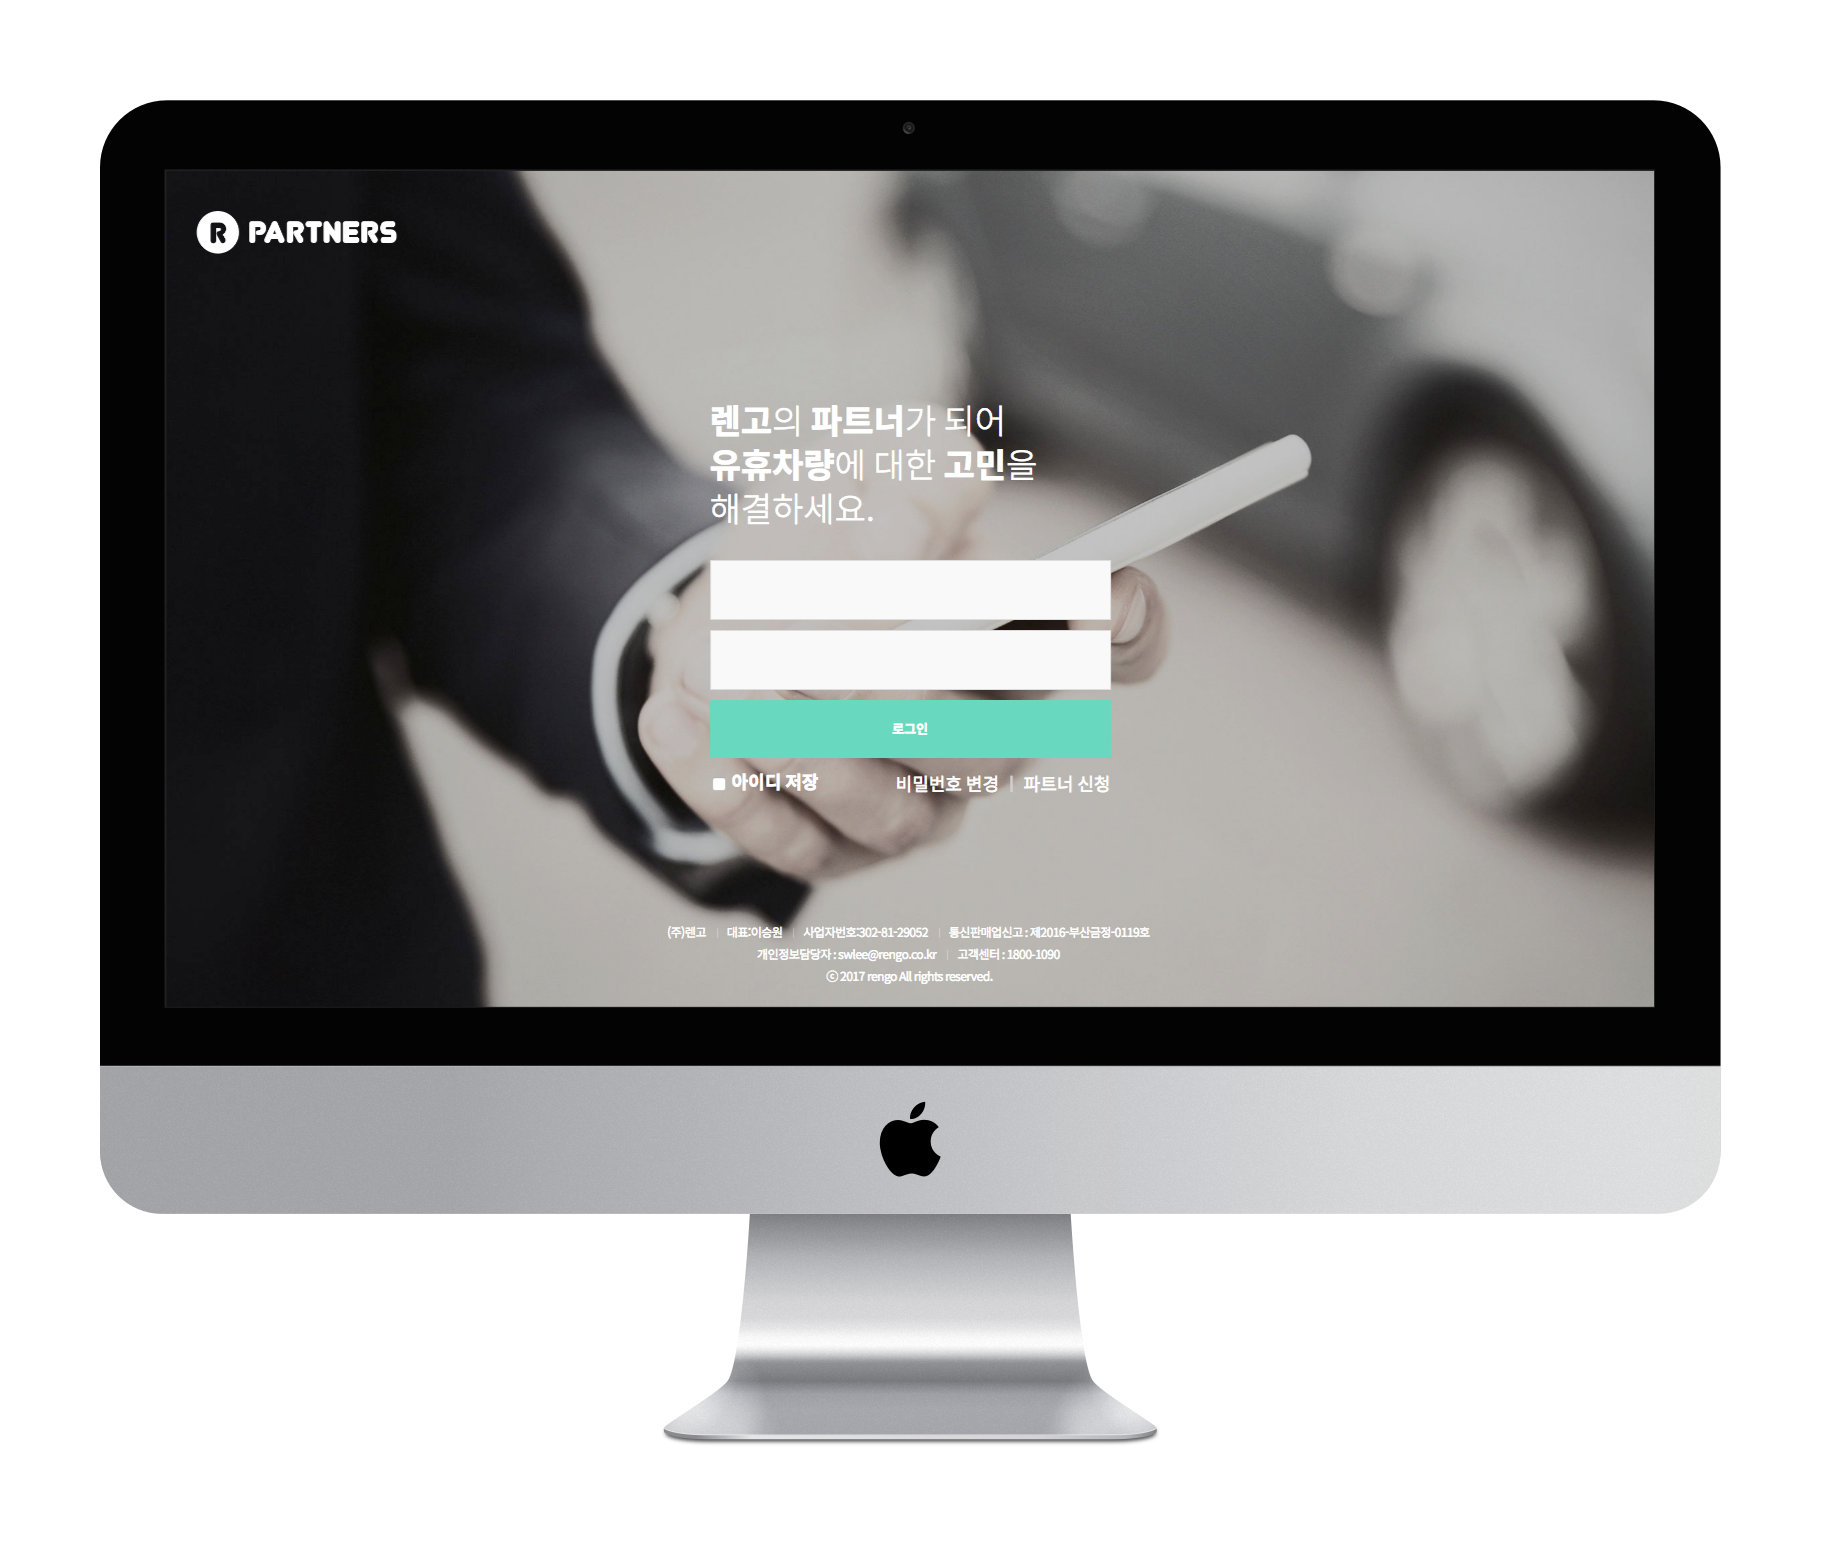 R PARTNERS
렌고의 파트너가 되어
유휴차량에 대한 고민을
해결하세요.
로그인
아이디 저장 비밀번호 변경 | 파트너 신청
(주)렌고 | 대표:이승원 | 사업자번호:302-81-29052 | 통신판매업신고 : 제2016-부산금정-0119호
개인정보담당자 : swlee@rengo.co.kr | 고객센터 : 1800-1090
ⓒ 2017 rengo All rights reserved.